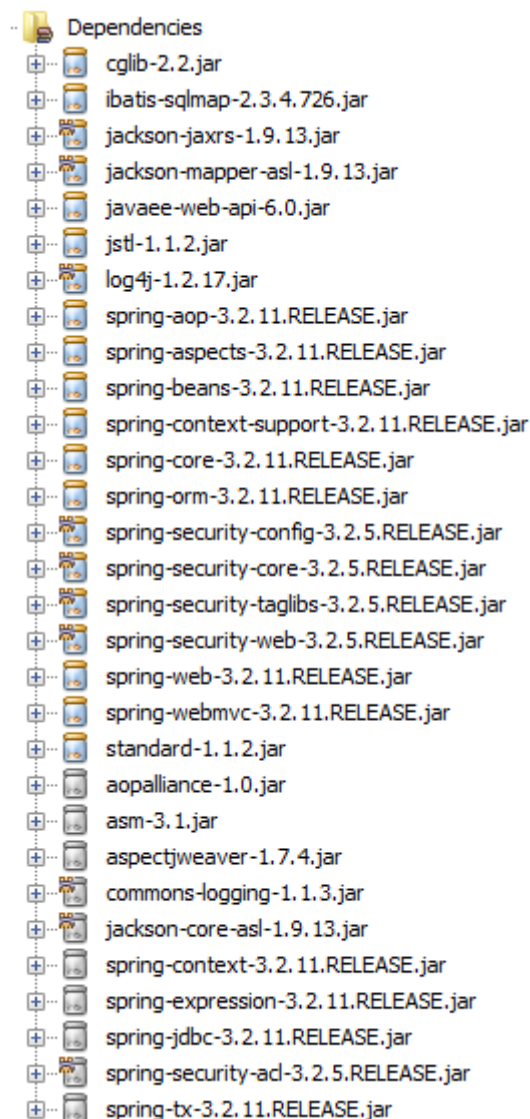 Dependencies
cglib-2.2.jar
ibatis-sqlmap-2.3.4.726.jar
jackson-jaxrs-1.9.13.jar
jackson-mapper-asl-1.9.13.jar
javaee-web-api-6.0.jar
jstl-1.1.2.jar
log4j-1.2.17.jar
spring-aop-3.2.11.RELEASE.jar
spring-aspects-3.2.11.RELEASE.jar
spring-beans-3.2.11.RELEASE.jar
spring-context-support-3.2.11.RELEASE.jar
spring-core-3.2.11.RELEASE.jar
spring-orm-3.2.11.RELEASE.jar
spring-security-config-3.2.5.RELEASE.jar
spring-security-core-3.2.5.RELEASE.jar
spring-security-taglibs-3.2.5.RELEASE.jar
spring-security-web-3.2.5.RELEASE.jar
spring-web-3.2.11.RELEASE.jar
spring-webmvc-3.2.11.RELEASE.jar
standard-1.1.2.jar
aopalliance-1.0.jar
asm-3.1.jar
aspectjweaver-1.7.4.jar
commons-logging-1.1.3.jar
jackson-core-asl-1.9.13.jar
spring-context-3.2.11.RELEASE.jar
spring-expression-3.2.11.RELEASE.jar
spring-jdbc-3.2.11.RELEASE.jar
spring-security-acl-3.2.5.RELEASE.jar
spring-tx-3.2.11.RELEASE.jar